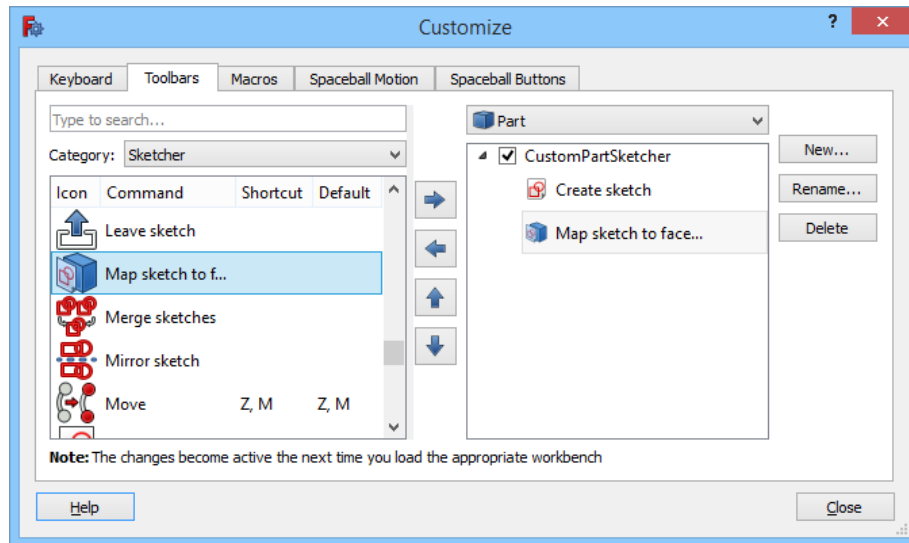 Customize
?
Keyboard Toolbars Macros Spaceball Motion Spaceball Buttons
Type to search...
Category: Sketcher
Icon Command Shortcut Default
Leave sketch
Map sketch to f...
Merge sketches
Mirror sketch
Move Z, M Z, M
Part
CustomPartSketcher
Create sketch
Map sketch to face...
New...
Rename...
Delete
Note: The changes become active the next time you load the appropriate workbench
Help
Close